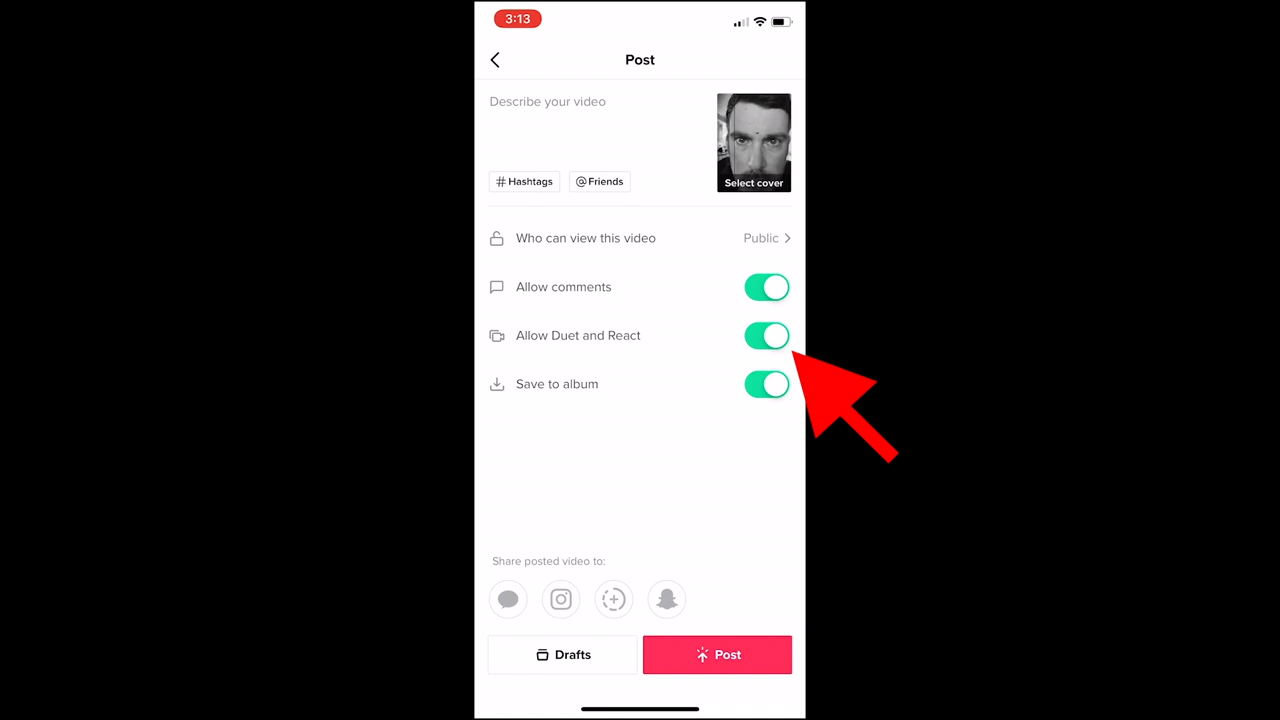 3:13
Post
Describe your video
Select cover
# Hashtags
@ Friends
Who can view this video
Public
Allow comments
Allow Duet and React
Save to album
Share posted video to:
Drafts
Post